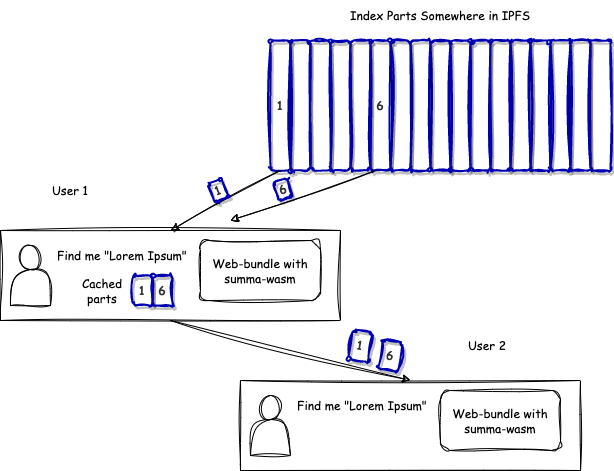 Index Parts Somewhere in IPFS
1
6
1
6
User 1
Find me "Lorem Ipsum"
Cached
parts
1 6
Web-bundle with
summa-wasm
1
6
User 2
Find me "Lorem Ipsum"
Web-bundle with
summa-wasm